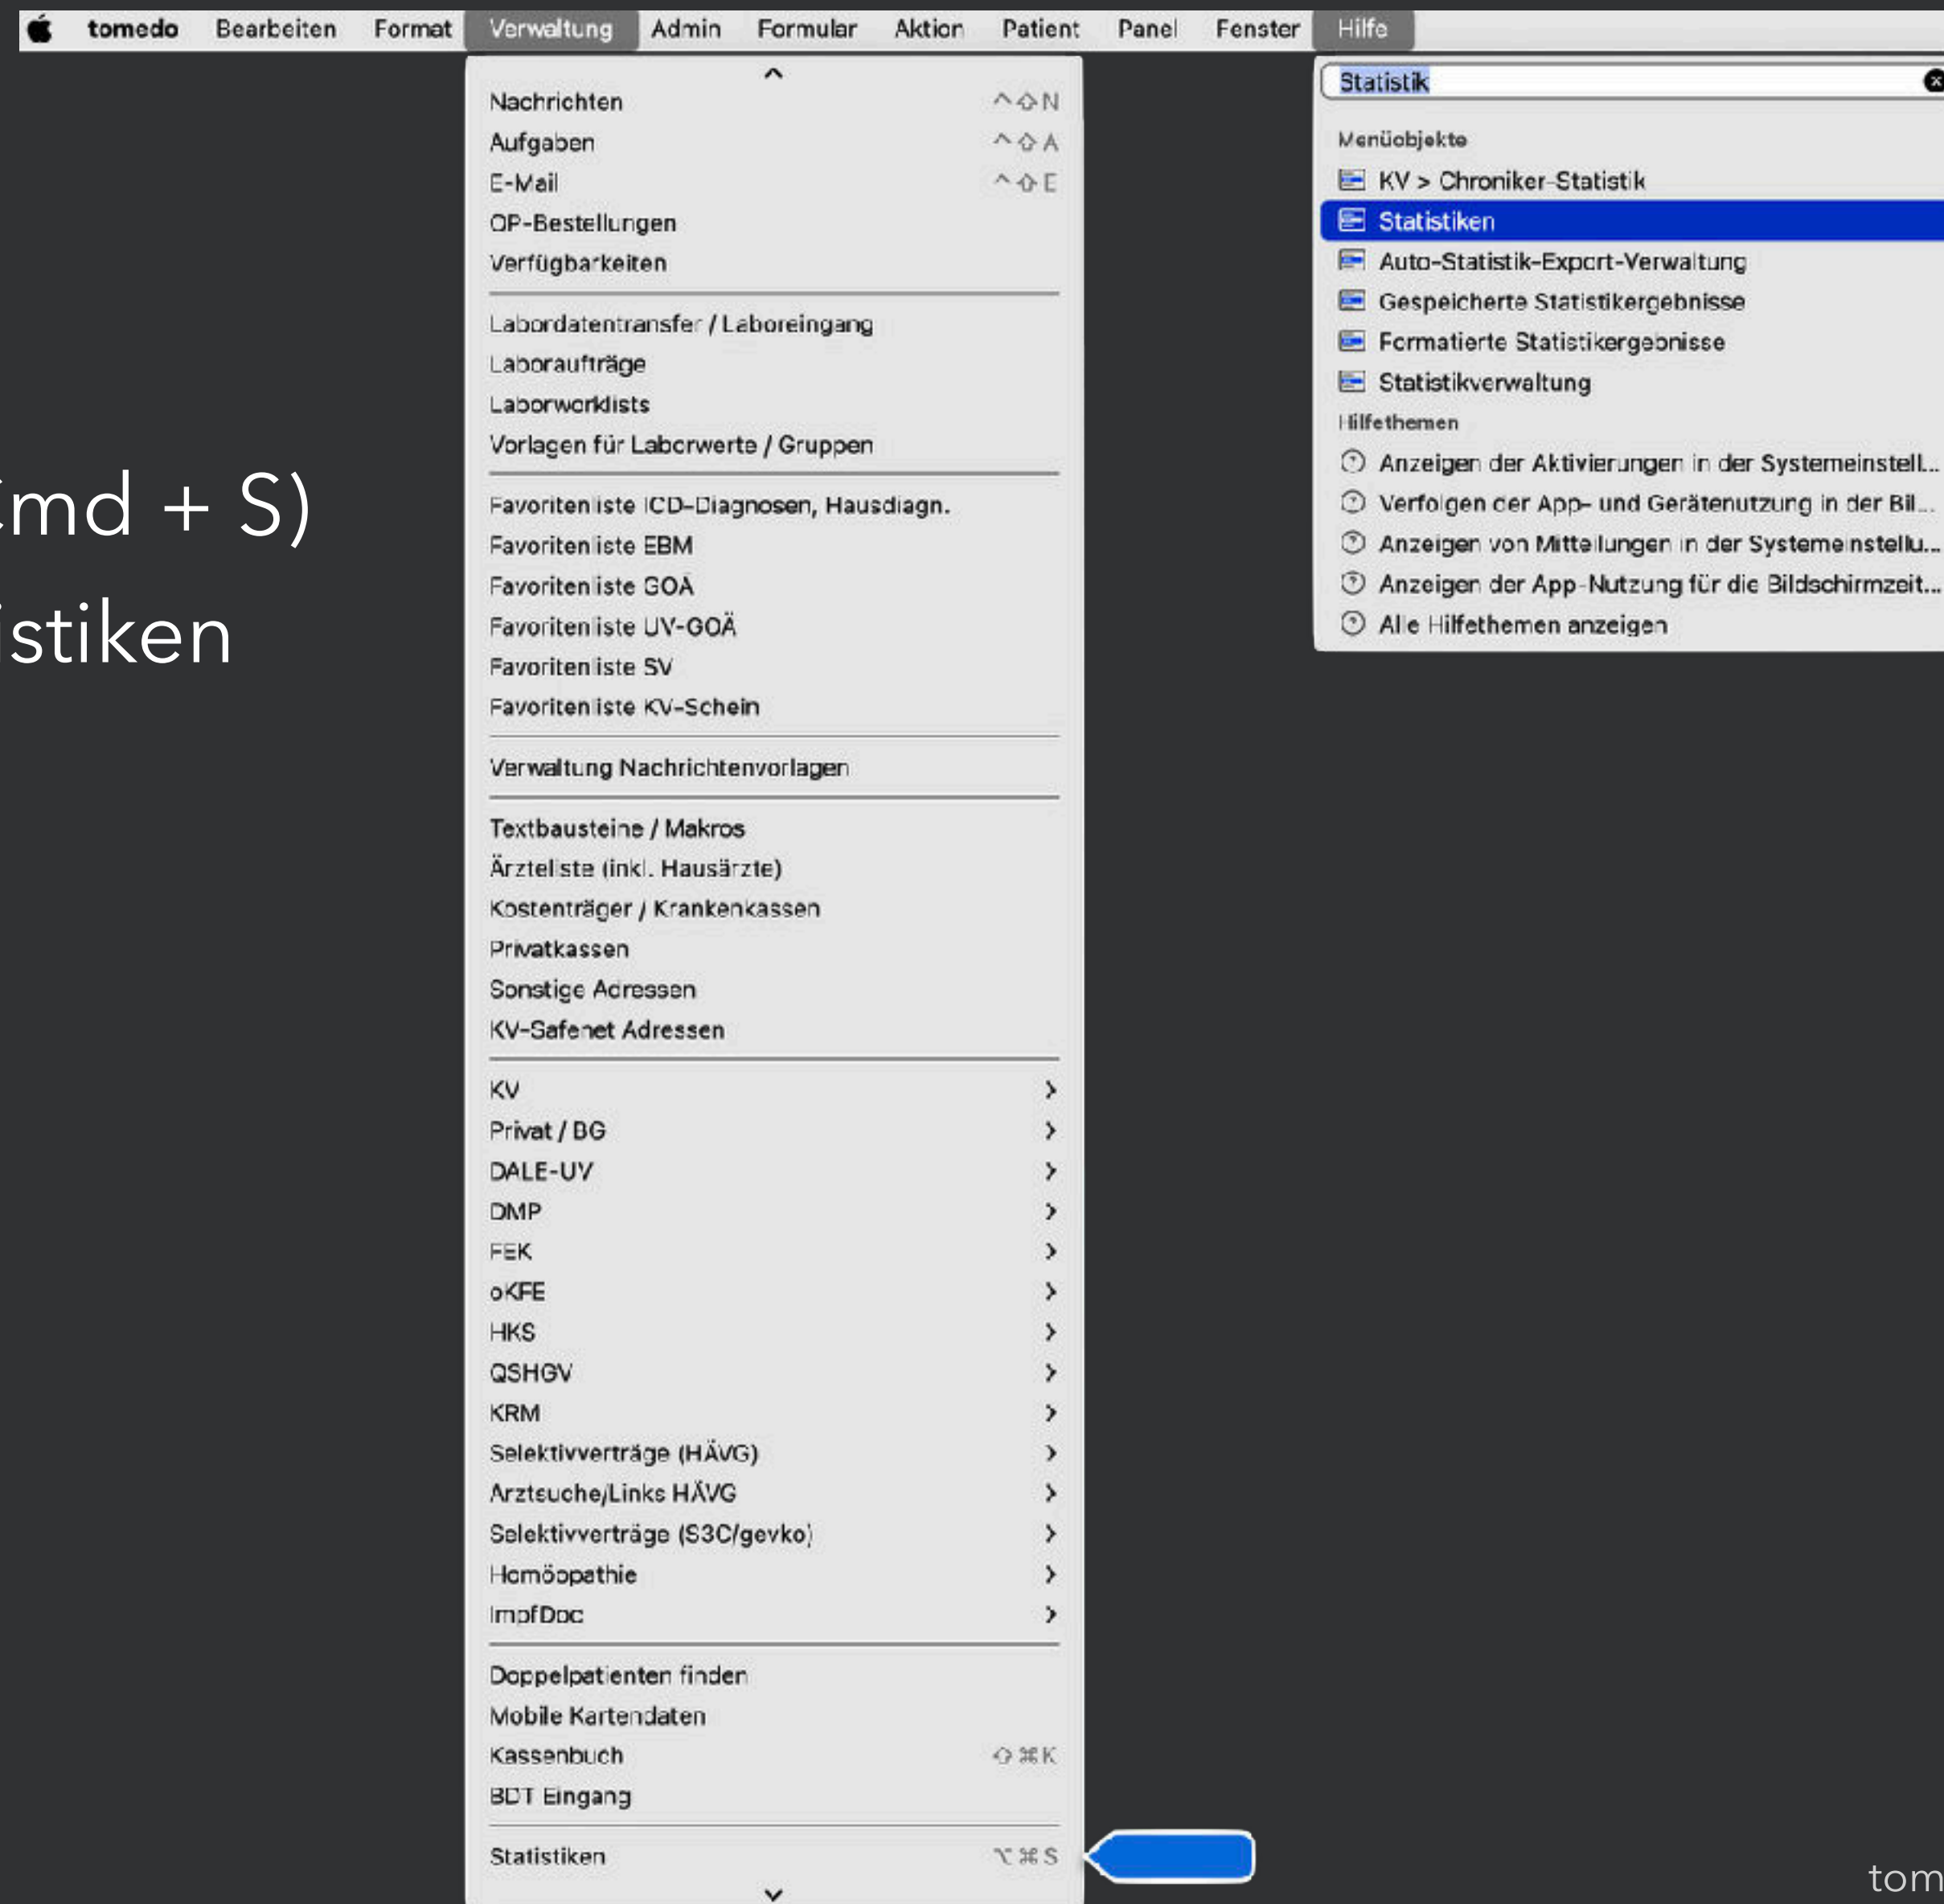 tomedo Bearbeiten Format Verwaltung Admin Formular Aktion Patient Panel Fenster Hilfe
Nachrichten ^⇧N
Aufgaben ^⇧A
E-Mail ^⇧E
OP-Bestellungen
Verfügbarkeiten
Labordatentransfer / Laboreingang
Laboraufträge
Laborworklists
Vorlagen für Laborwerte / Gruppen
Favoritenliste ICD-Diagnosen, Hausdiagn.
Favoritenliste EBM
Favoritenliste GOÄ
Favoritenliste UV-GOÄ
Favoritenliste SV
Favoritenliste KV-Schein
Verwaltung Nachrichtenvorlagen
Textbausteine / Makros
Ärzteliste (inkl. Hausärzte)
Kostenträger / Krankenkassen
Privatkassen
Sonstige Adressen
KV-Safenet Adressen
KV
Privat / BG
DALE-UV
DMP
FEK
oKFE
HKS
QSHGV
KRM
Selektivverträge (HÄVG)
Arztsuche/Links HÄVG
Selektivverträge (S3C/gevko)
Homöopathie
ImpfDoc
Doppelpatienten finden
Mobile Kartendaten
Kassenbuch ⇧⌘K
BDT Eingang
Statistiken ⌥⌘S
Statistik
Menüobjekte
KV > Chroniker-Statistik
Statistiken
Auto-Statistik-Export-Verwaltung
Gespeicherte Statistikergebnisse
Formatierte Statistikergebnisse
Statistikverwaltung
Hilfethemen
Anzeigen der Aktivierungen in der Systemeinstell...
Verfolgen der App- und Gerätenutzung in der Bil...
Anzeigen von Mitteilungen in der Systemeinstellu...
Anzeigen der App-Nutzung für die Bildschirmzeit...
Alle Hilfethemen anzeigen
md + S)
istiken
tom